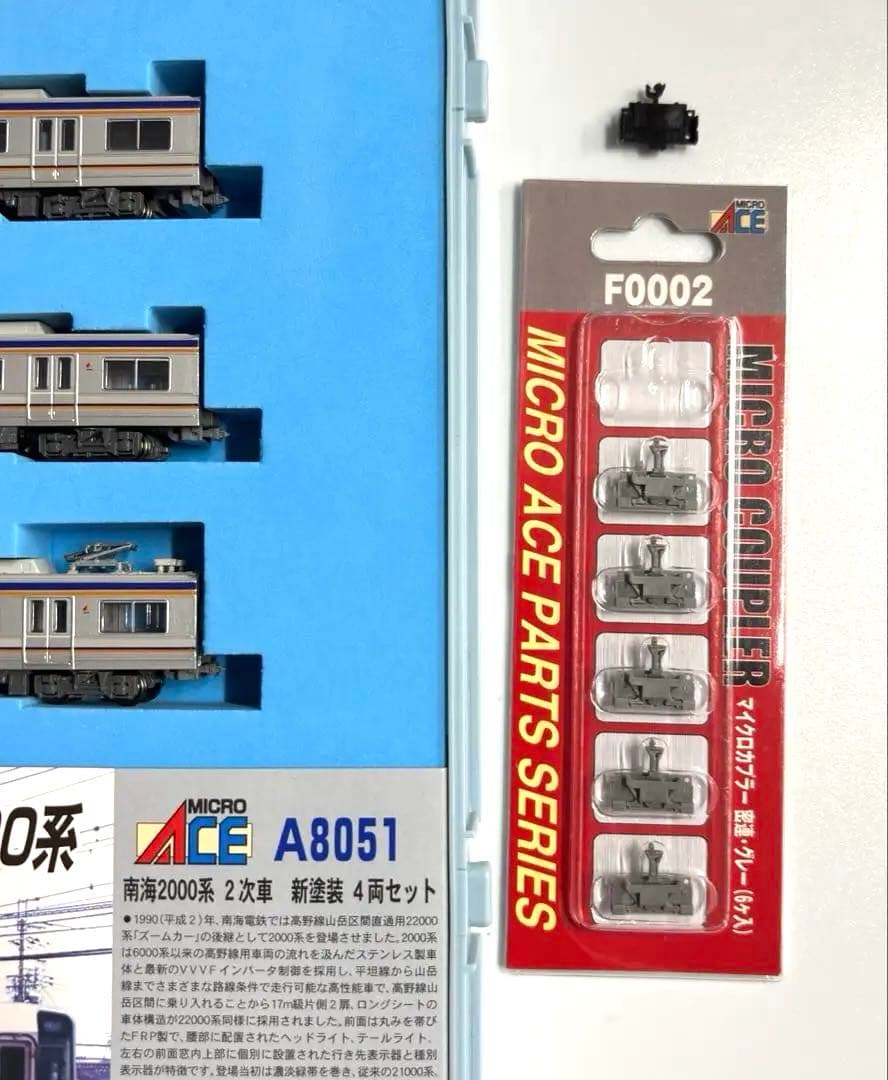 MICRO
ACE
F0002
MICRO ACE PARTS SERIES
MICRO COUPLER
マイクロカプラー 密連・グレー(6ケ入)
0系
MICRO
ACE A8051
南海2000系 2次車 新塗装 4両セット
●1990(平成2)年、南海電鉄では高野線山岳区間直通用22000
系「ズームカー」の後継として2000系を登場させました。2000系
は6000系以来の高野線用車両の流れを汲んだステンレス製車
体と最新のVVVFインバータ制御を採用し、平坦線から山岳
線までさまざまな路線条件で走行可能な高性能車で、高野線山
岳区間に乗り入れることから17m級片側2扉、ロングシートの
車体構造が22000系同様に採用されました。前面は丸みを帯び
たFRP製で、腰部に配置されたヘッドライト、テールライト、
左右の前面窓内上部に個別に設置された行き先表示器と種別
表示器が特徴です。登場当初は濃淡緑帯を巻き、従来の21000系、